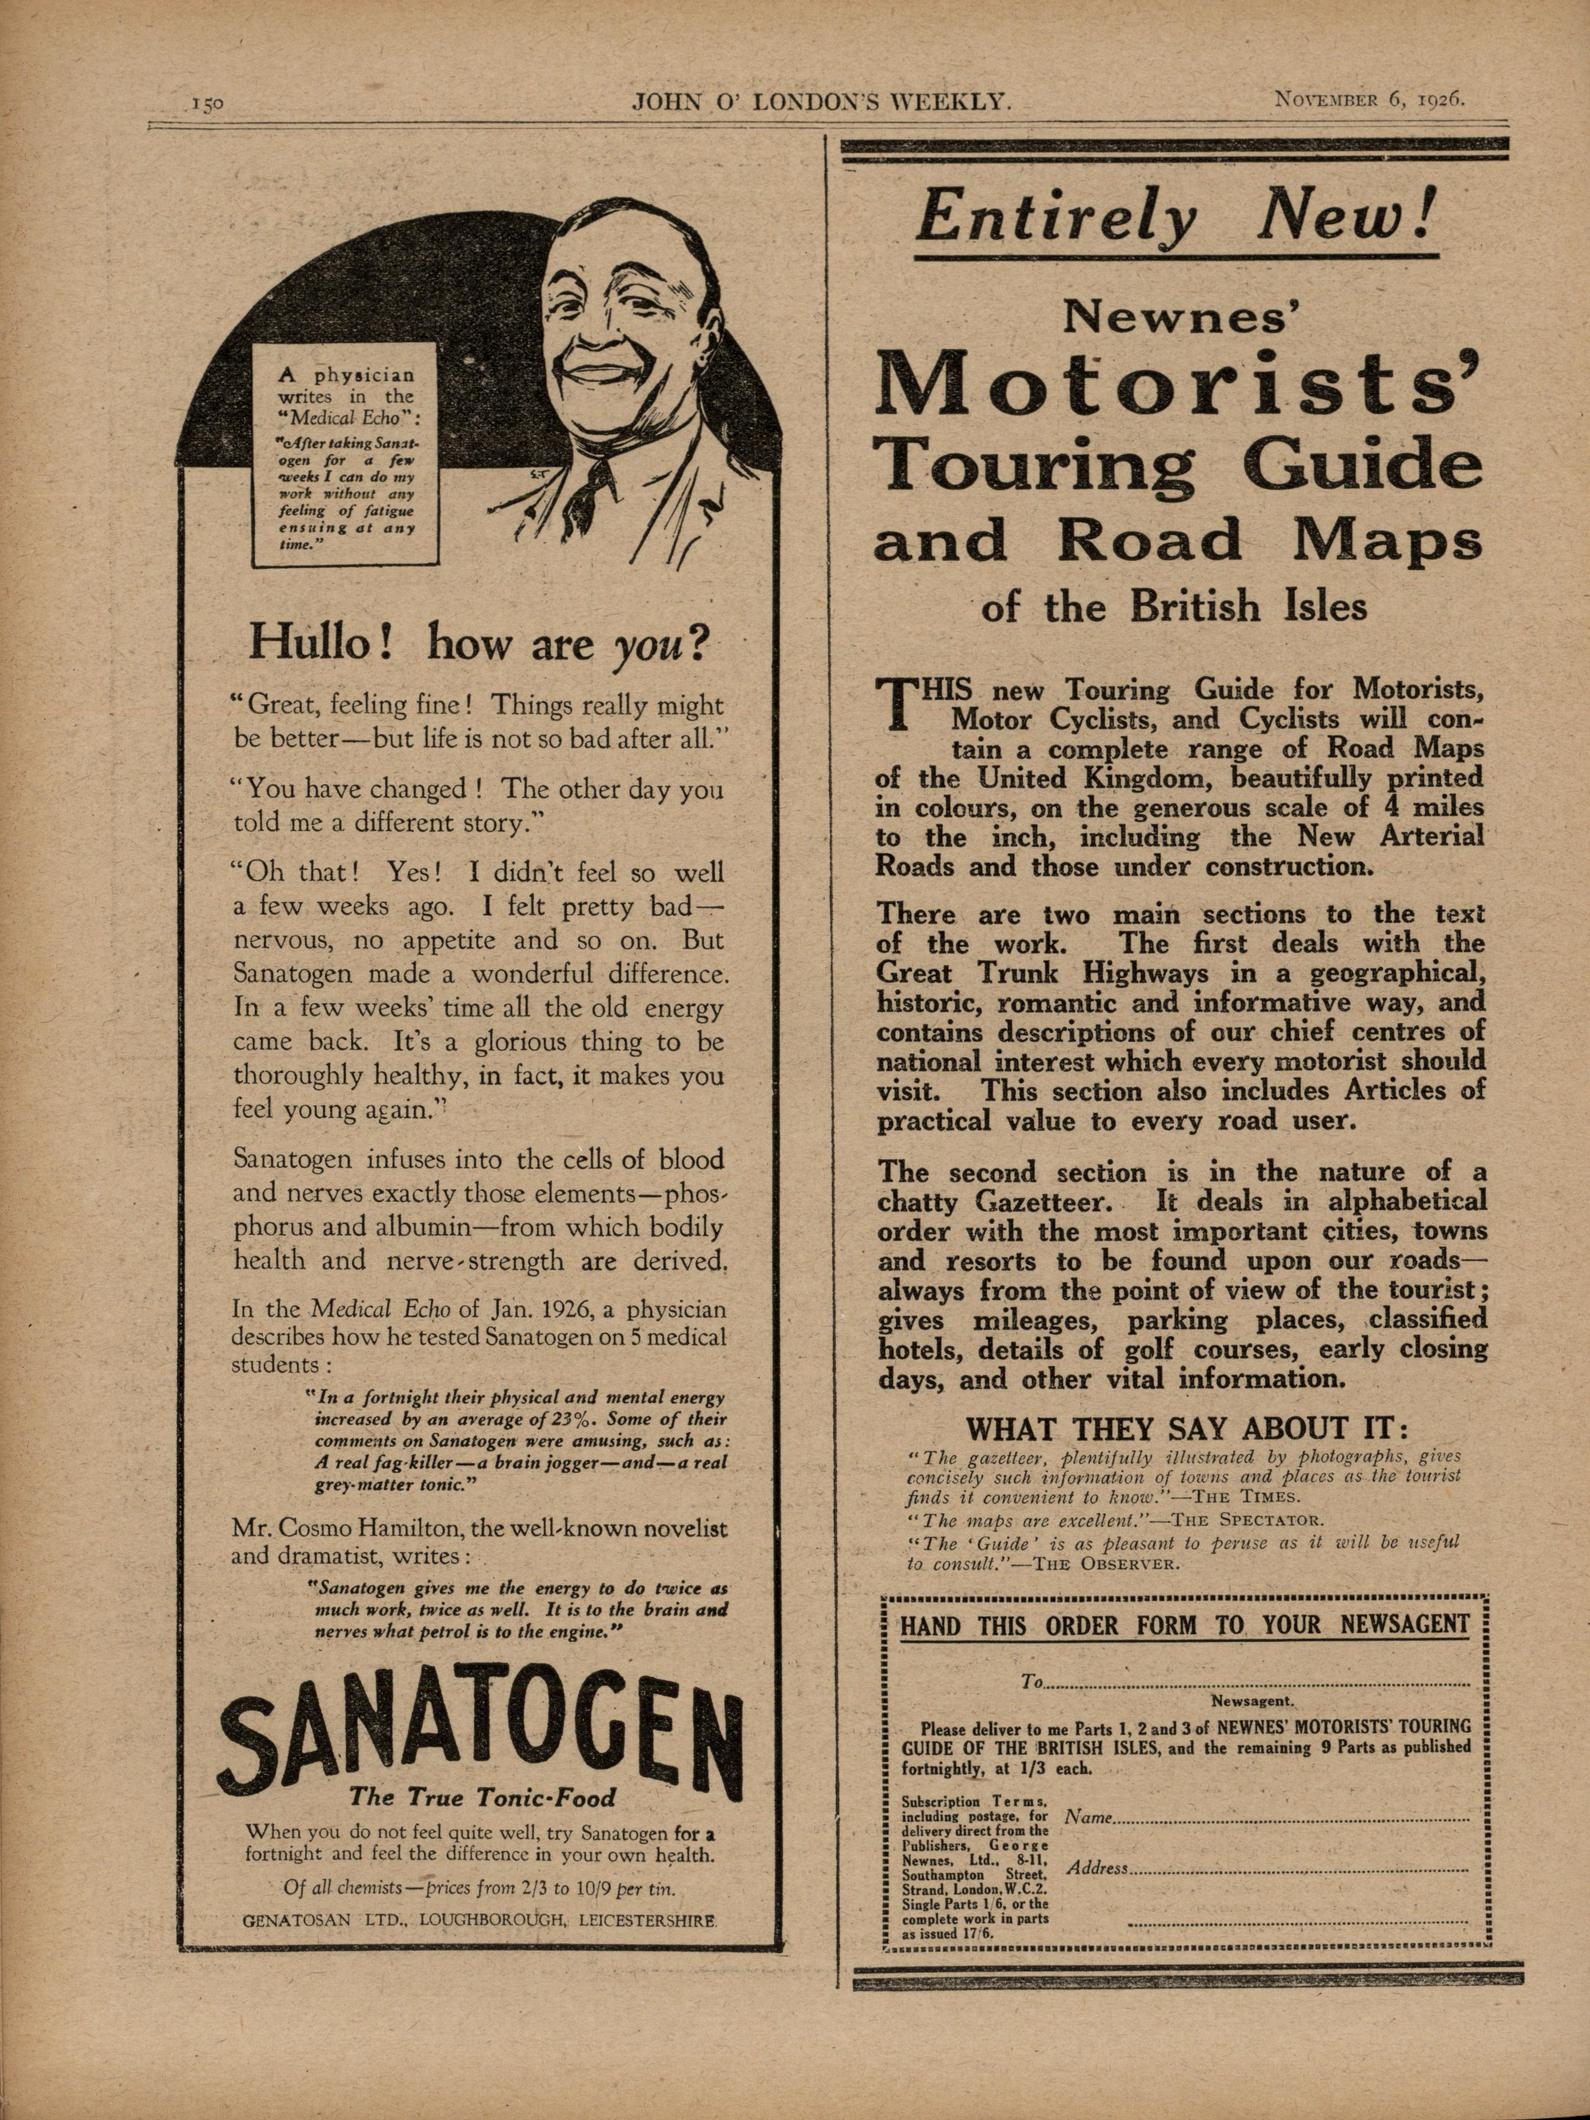 150
JOHN O' LONDON'S WEEKLY.
NOVEMBER 6, 1926.
A physician
writes in the
“Medical Echo”:
“After taking Sanat-
ogen for a few
weeks I can do my
work without any
feeling of fatigue
ensuing at any
time.”
Hullo! how are you?
“Great, feeling fine! Things really might
be better—but life is not so bad after all.”
“You have changed! The other day you
told me a different story.”
“Oh that! Yes! I didn't feel so well
a few weeks ago. I felt pretty bad—
nervous, no appetite and so on. But
Sanatogen made a wonderful difference.
In a few weeks' time all the old energy
came back. It's a glorious thing to be
thoroughly healthy, in fact, it makes you
feel young again.”
Sanatogen infuses into the cells of blood
and nerves exactly those elements—phos-
phorus and albumin—from which bodily
health and nerve-strength are derived.
In the Medical Echo of Jan. 1926, a physician
describes how he tested Sanatogen on 5 medical
students:
“In a fortnight their physical and mental energy
increased by an average of 23%. Some of their
comments on Sanatogen were amusing, such as:
A real fag-killer—a brain jogger—and—a real
grey-matter tonic.”
Mr. Cosmo Hamilton, the well-known novelist
and dramatist, writes:
“Sanatogen gives me the energy to do twice as
much work, twice as well. It is to the brain and
nerves what petrol is to the engine.”
SANATOGEN
The True Tonic-Food
When you do not feel quite well, try Sanatogen for a
fortnight and feel the difference in your own health.
Of all chemists—prices from 2/3 to 10/9 per tin.
GENATOSAN LTD., LOUGHBOROUGH, LEICESTERSHIRE.
Entirely New!
Newnes'
Motorists'
Touring Guide
and Road Maps
of the British Isles
THIS new Touring Guide for Motorists,
Motor Cyclists, and Cyclists will con-
tain a complete range of Road Maps
of the United Kingdom, beautifully printed
in colours, on the generous scale of 4 miles
to the inch, including the New Arterial
Roads and those under construction.
There are two main sections to the text
of the work. The first deals with the
Great Trunk Highways in a geographical,
historic, romantic and informative way, and
contains descriptions of our chief centres of
national interest which every motorist should
visit. This section also includes Articles of
practical value to every road user.
The second section is in the nature of a
chatty Gazetteer. It deals in alphabetical
order with the most important cities, towns
and resorts to be found upon our roads—
always from the point of view of the tourist;
gives mileages, parking places, classified
hotels, details of golf courses, early closing
days, and other vital information.
WHAT THEY SAY ABOUT IT:
“The gazetteer, plentifully illustrated by photographs, gives
concisely such information of towns and places as the tourist
finds it convenient to know.”—THE TIMES.
“The maps are excellent.”—THE SPECTATOR.
“The ‘Guide’ is as pleasant to peruse as it will be useful
to consult.”—THE OBSERVER.
HAND THIS ORDER FORM TO YOUR NEWSAGENT
To
Newsagent.
Please deliver to me Parts 1, 2 and 3 of NEWNES' MOTORISTS' TOURING
GUIDE OF THE BRITISH ISLES, and the remaining 9 Parts as published
fortnightly, at 1/3 each.
Subscription Terms,
including postage, for
delivery direct from the
Publishers, George
Newnes, Ltd., 8-11,
Southampton Street,
Strand, London, W.C.2.
Single Parts 1/6, or the
complete work in parts
as issued 17/6.
Name
Address